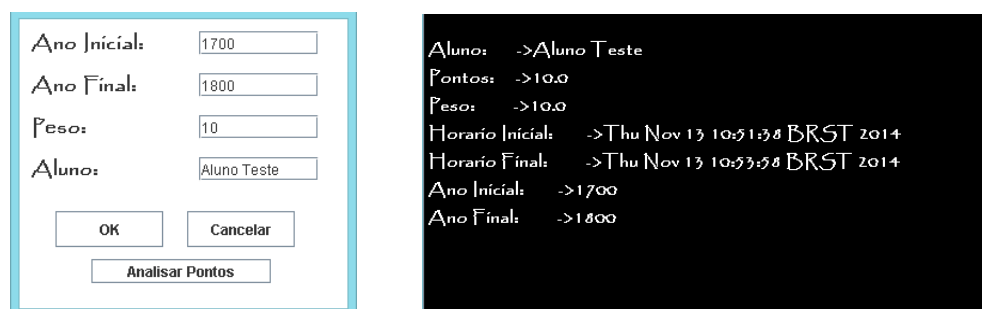 Ano Inicial: 1700
Ano Final: 1800
Peso: 10
Aluno: Aluno Teste
OK Cancelar
Analisar Pontos
Aluno: ->Aluno Teste
Pontos: ->10.0
Peso: ->10.0
Horario Inicial: ->Thu Nov 13 10:51:38 BRST 2014
Horario Final: ->Thu Nov 13 10:53:58 BRST 2014
Ano Inicial: ->1700
Ano Final: ->1800